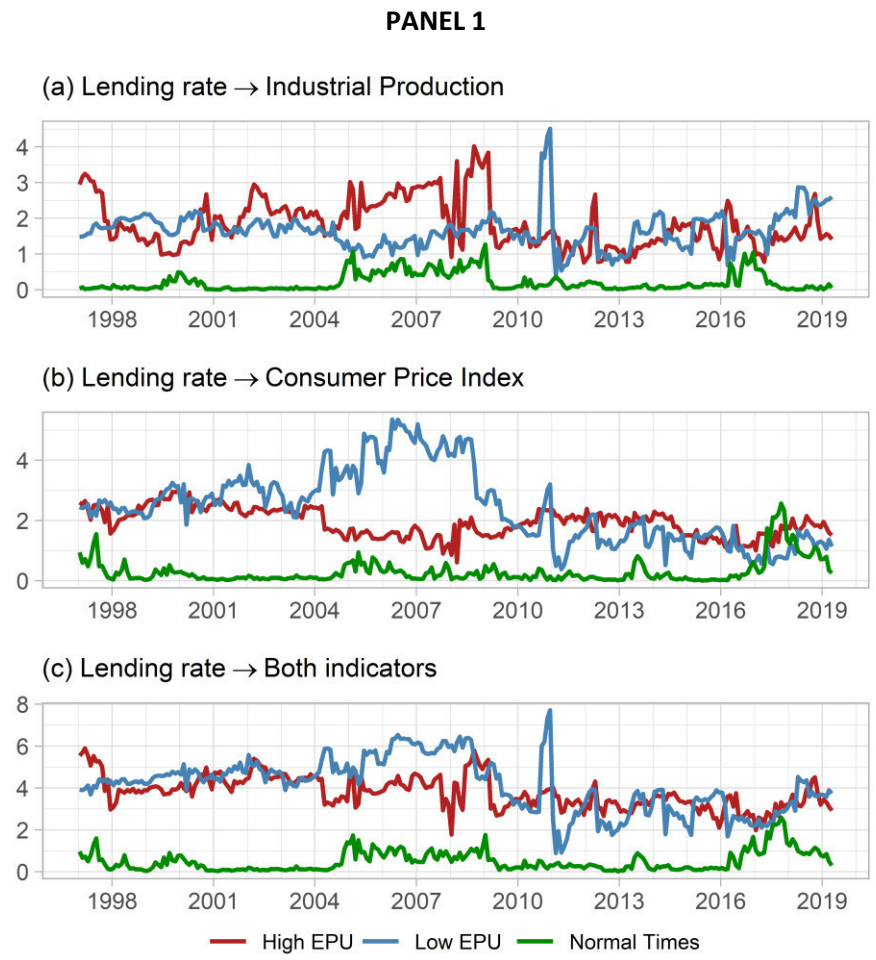 PANEL 1
(a) Lending rate → Industrial Production
4
3
2
1
0
1998 2001 2004 2007 2010 2013 2016 2019
(b) Lending rate → Consumer Price Index
4
2
0
1998 2001 2004 2007 2010 2013 2016 2019
(c) Lending rate → Both indicators
8
6
4
2
0
1998 2001 2004 2007 2010 2013 2016 2019
High EPU Low EPU Normal Times